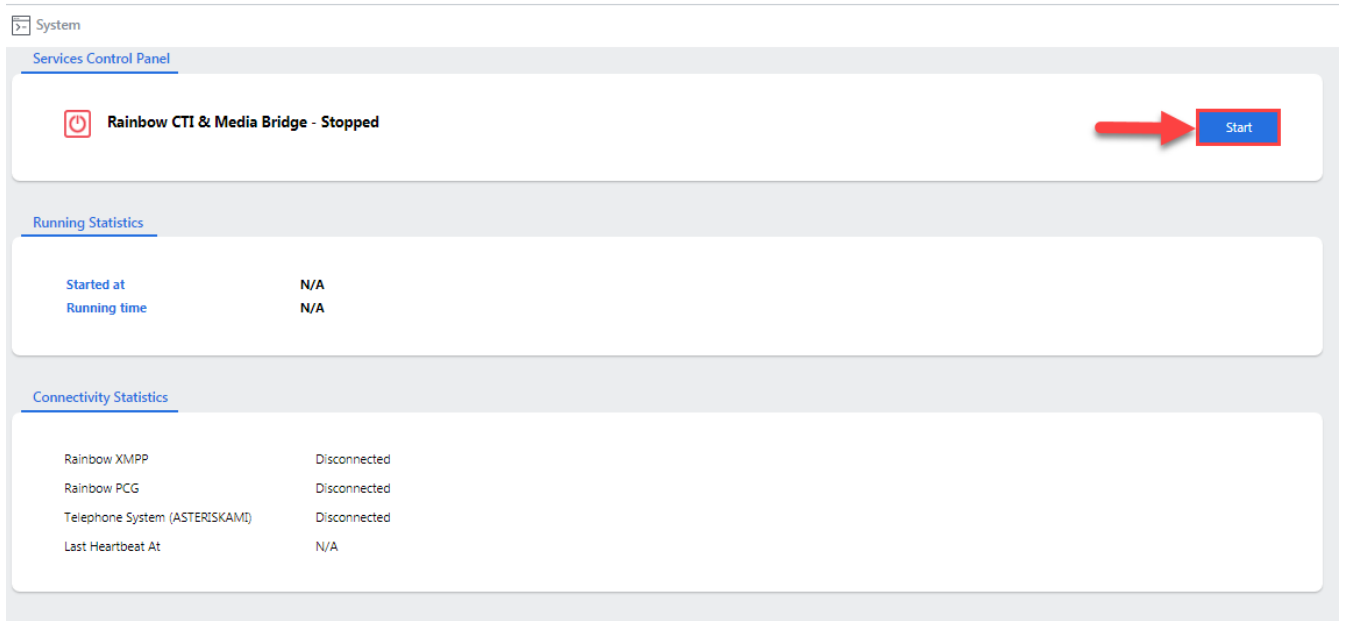 System
Services Control Panel
Rainbow CTI & Media Bridge - Stopped
Start
Running Statistics
Started at N/A
Running time N/A
Connectivity Statistics
Rainbow XMPP Disconnected
Rainbow PCG Disconnected
Telephone System (ASTERISKAMI) Disconnected
Last Heartbeat At N/A